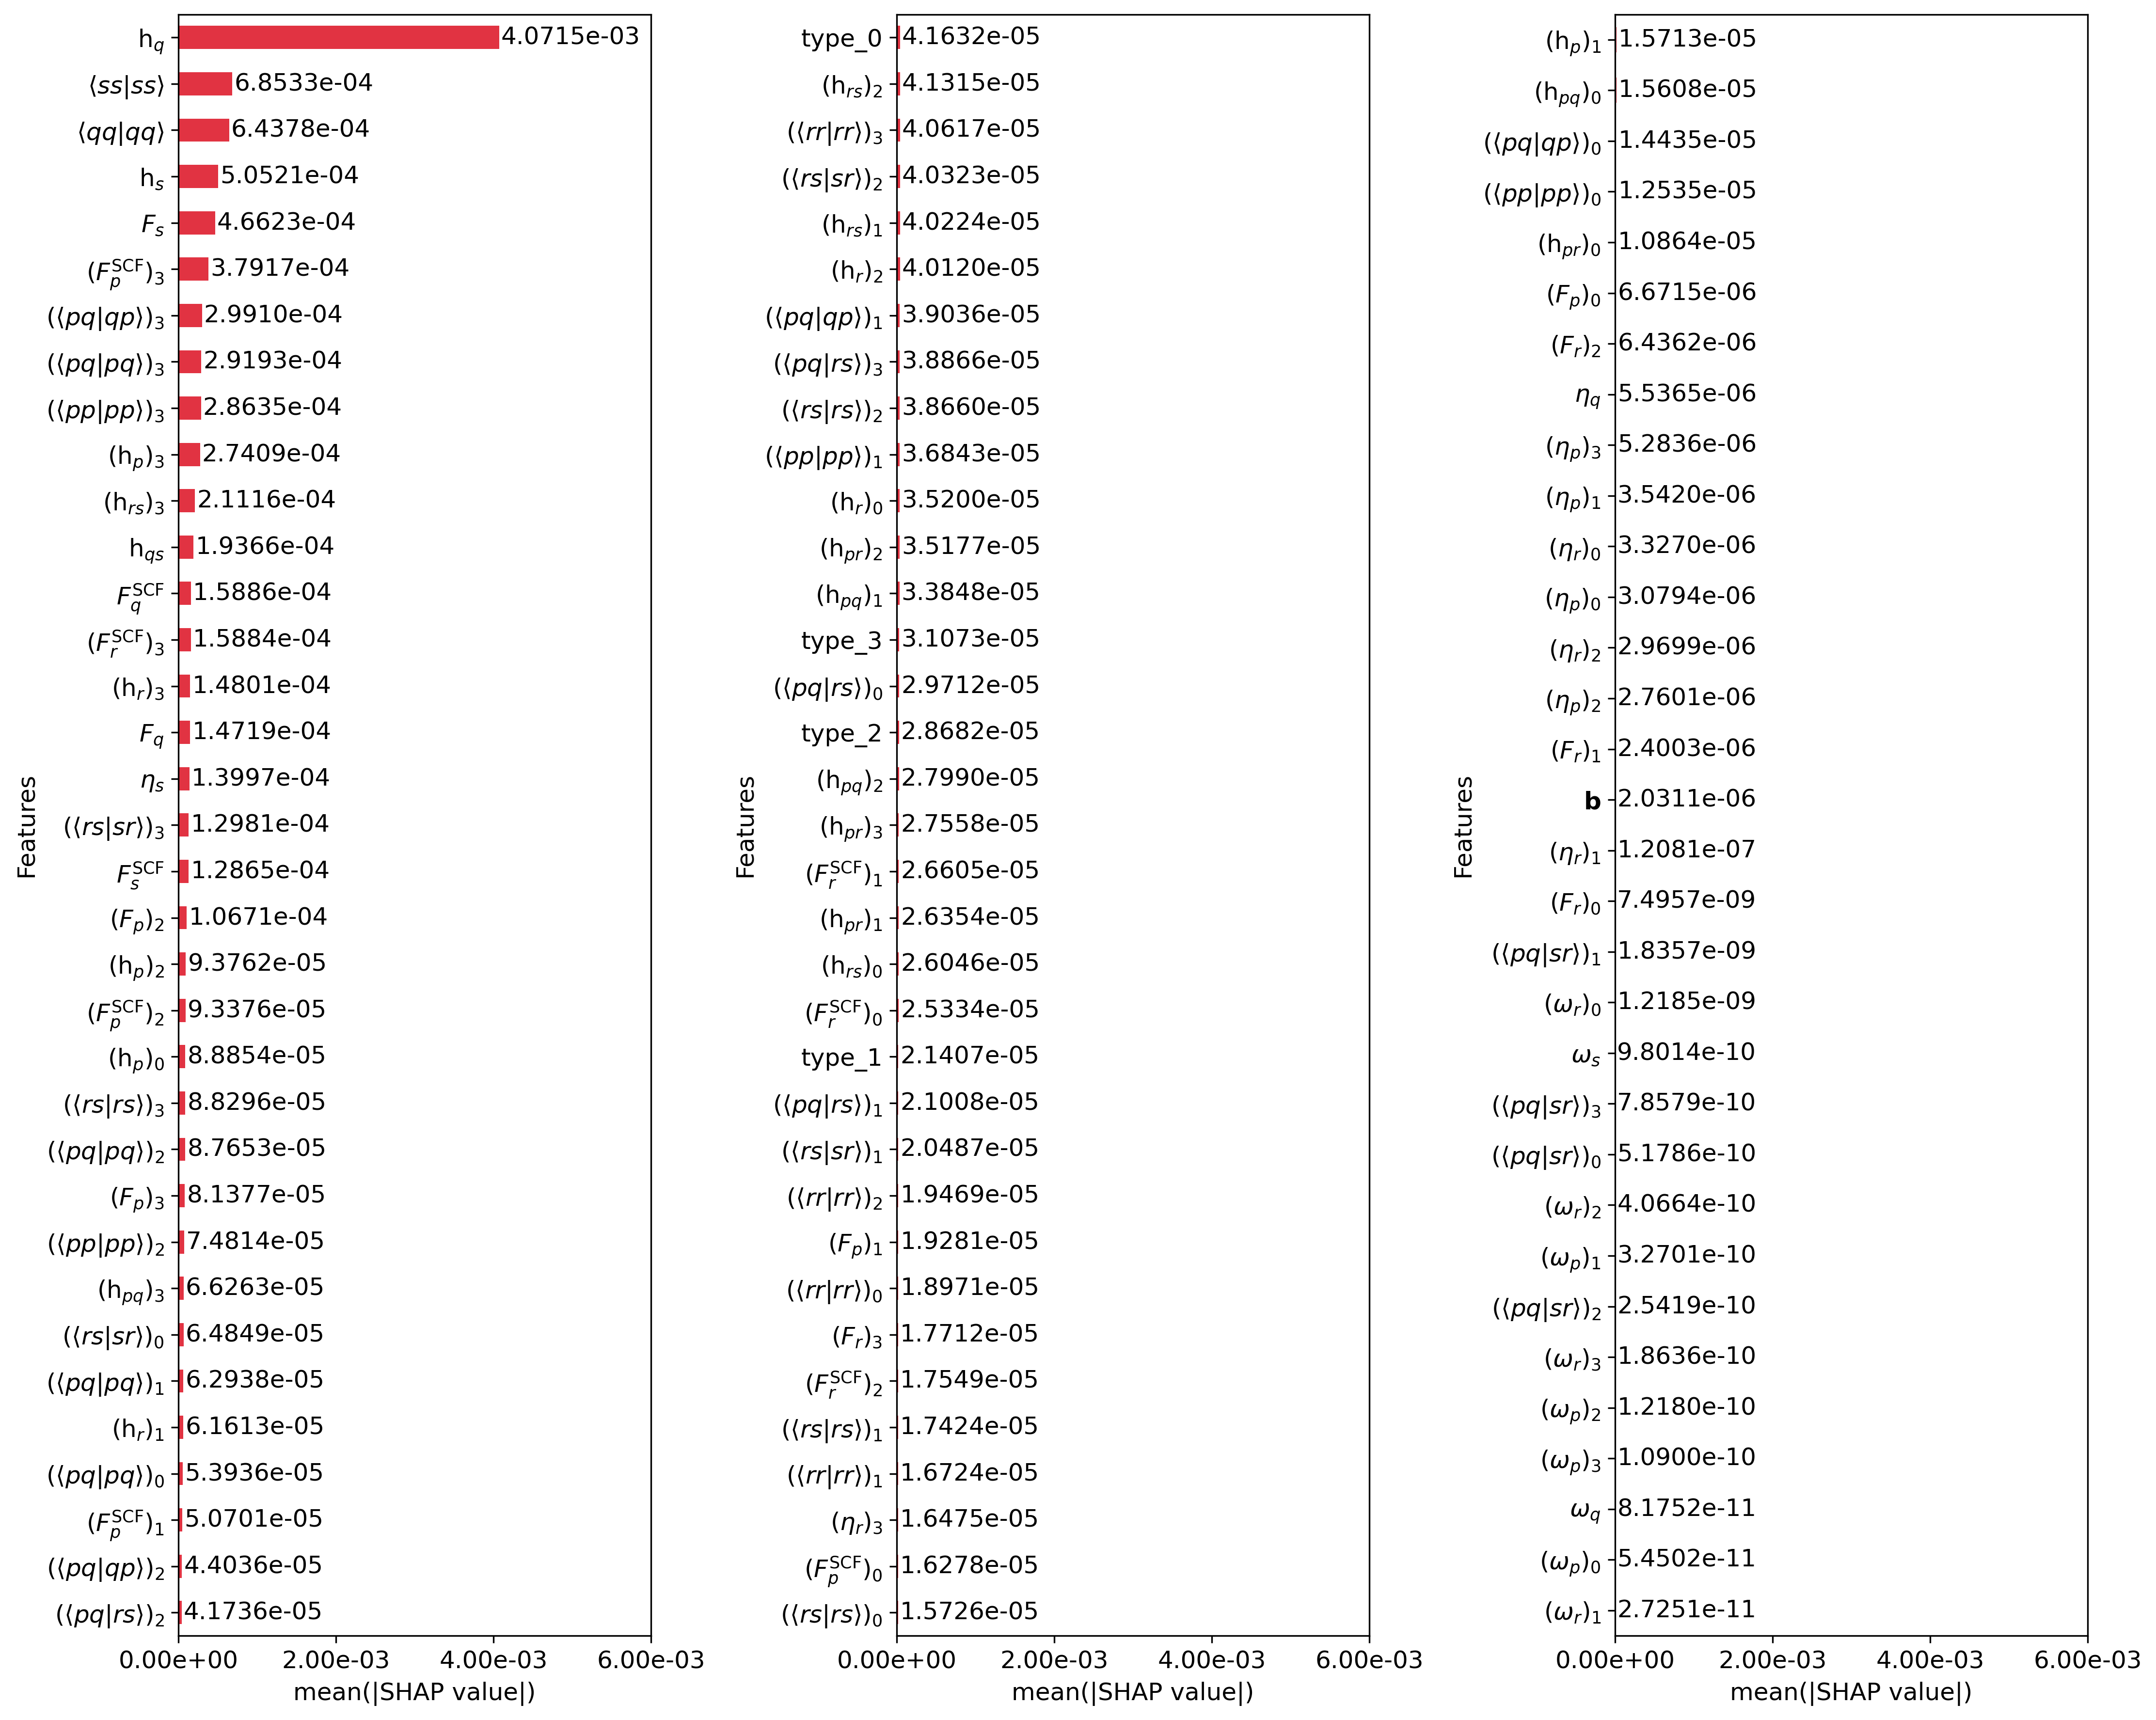 h_q 4.0715e-03
⟨ss|ss⟩ 6.8533e-04
⟨qq|qq⟩ 6.4378e-04
h_s 5.0521e-04
F_s 4.6623e-04
(F_p^SCF)_3 3.7917e-04
(⟨pq|qp⟩)_3 2.9910e-04
(⟨pq|pq⟩)_3 2.9193e-04
(⟨pp|pp⟩)_3 2.8635e-04
(h_p)_3 2.7409e-04
(h_rs)_3 2.1116e-04
h_qs 1.9366e-04
F_q^SCF 1.5886e-04
(F_r^SCF)_3 1.5884e-04
(h_r)_3 1.4801e-04
F_q 1.4719e-04
η_s 1.3997e-04
(⟨rs|sr⟩)_3 1.2981e-04
F_s^SCF 1.2865e-04
(F_p)_2 1.0671e-04
(h_p)_2 9.3762e-05
(F_p^SCF)_2 9.3376e-05
(h_p)_0 8.8854e-05
(⟨rs|rs⟩)_3 8.8296e-05
(⟨pq|pq⟩)_2 8.7653e-05
(F_p)_3 8.1377e-05
(⟨pp|pp⟩)_2 7.4814e-05
(h_pq)_3 6.6263e-05
(⟨rs|sr⟩)_0 6.4849e-05
(⟨pq|pq⟩)_1 6.2938e-05
(h_r)_1 6.1613e-05
(⟨pq|pq⟩)_0 5.3936e-05
(F_p^SCF)_1 5.0701e-05
(⟨pq|qp⟩)_2 4.4036e-05
(⟨pq|rs⟩)_2 4.1736e-05
Features
0.00e+00 2.00e-03 4.00e-03 6.00e-03
mean(|SHAP value|)
type_0 4.1632e-05
(h_rs)_2 4.1315e-05
(⟨rr|rr⟩)_3 4.0617e-05
(⟨rs|sr⟩)_2 4.0323e-05
(h_rs)_1 4.0224e-05
(h_r)_2 4.0120e-05
(⟨pq|qp⟩)_1 3.9036e-05
(⟨pq|rs⟩)_3 3.8866e-05
(⟨rs|rs⟩)_2 3.8660e-05
(⟨pp|pp⟩)_1 3.6843e-05
(h_r)_0 3.5200e-05
(h_pr)_2 3.5177e-05
(h_pq)_1 3.3848e-05
type_3 3.1073e-05
(⟨pq|rs⟩)_0 2.9712e-05
type_2 2.8682e-05
(h_pq)_2 2.7990e-05
(h_pr)_3 2.7558e-05
(F_r^SCF)_1 2.6605e-05
(h_pr)_1 2.6354e-05
(h_rs)_0 2.6046e-05
(F_r^SCF)_0 2.5334e-05
type_1 2.1407e-05
(⟨pq|rs⟩)_1 2.1008e-05
(⟨rs|sr⟩)_1 2.0487e-05
(⟨rr|rr⟩)_2 1.9469e-05
(F_p)_1 1.9281e-05
(⟨rr|rr⟩)_0 1.8971e-05
(F_r)_3 1.7712e-05
(F_r^SCF)_2 1.7549e-05
(⟨rs|rs⟩)_1 1.7424e-05
(⟨rr|rr⟩)_1 1.6724e-05
(η_r)_3 1.6475e-05
(F_p^SCF)_0 1.6278e-05
(⟨rs|rs⟩)_0 1.5726e-05
Features
0.00e+00 2.00e-03 4.00e-03 6.00e-03
mean(|SHAP value|)
(h_p)_1 1.5713e-05
(h_pq)_0 1.5608e-05
(⟨pq|qp⟩)_0 1.4435e-05
(⟨pp|pp⟩)_0 1.2535e-05
(h_pr)_0 1.0864e-05
(F_p)_0 6.6715e-06
(F_r)_2 6.4362e-06
η_q 5.5365e-06
(η_p)_3 5.2836e-06
(η_p)_1 3.5420e-06
(η_r)_0 3.3270e-06
(η_p)_0 3.0794e-06
(η_r)_2 2.9699e-06
(η_p)_2 2.7601e-06
(F_r)_1 2.4003e-06
b 2.0311e-06
(η_r)_1 1.2081e-07
(F_r)_0 7.4957e-09
(⟨pq|sr⟩)_1 1.8357e-09
(ω_r)_0 1.2185e-09
ω_s 9.8014e-10
(⟨pq|sr⟩)_3 7.8579e-10
(⟨pq|sr⟩)_0 5.1786e-10
(ω_r)_2 4.0664e-10
(ω_p)_1 3.2701e-10
(⟨pq|sr⟩)_2 2.5419e-10
(ω_r)_3 1.8636e-10
(ω_p)_2 1.2180e-10
(ω_p)_3 1.0900e-10
ω_q 8.1752e-11
(ω_p)_0 5.4502e-11
(ω_r)_1 2.7251e-11
Features
0.00e+00 2.00e-03 4.00e-03 6.00e-03
mean(|SHAP value|)